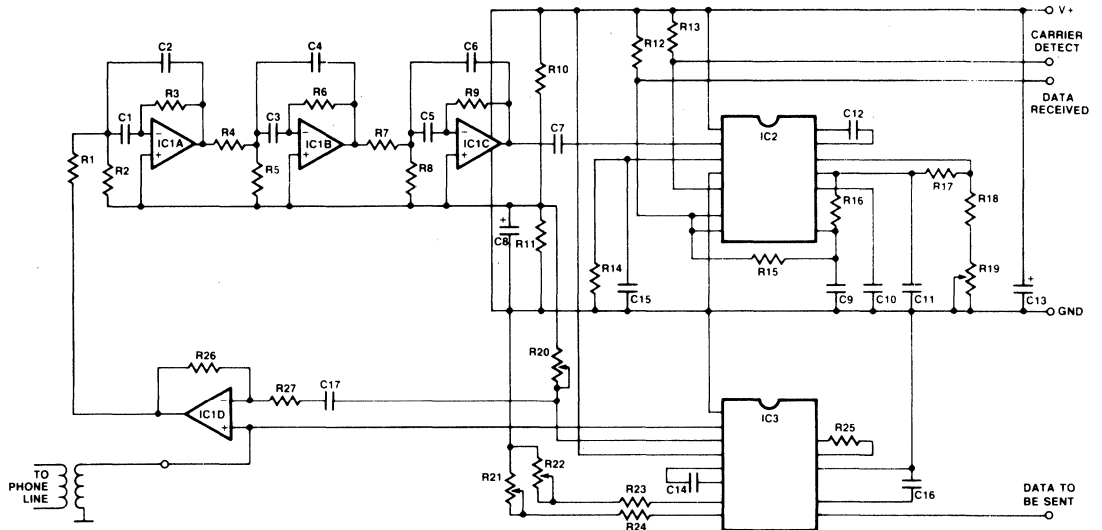 V+
R13
R12
CARRIER
DETECT
DATA
RECEIVED
C2
C4
C6
R10
R3
R6
R9
C1
C3
C5
IC1A
R4
IC1B
R7
IC1C
C7
IC2
C12
R1
R2
R5
R8
R17
R16
R18
+
C8
R11
R14
C15
R15
C9
C10
C11
R19
+
C13
GND
R20
R26
R27
C17
IC1D
IC3
R25
TO
PHONE
LINE
R21
R22
C14
R23
R24
C16
DATA TO
BE SENT